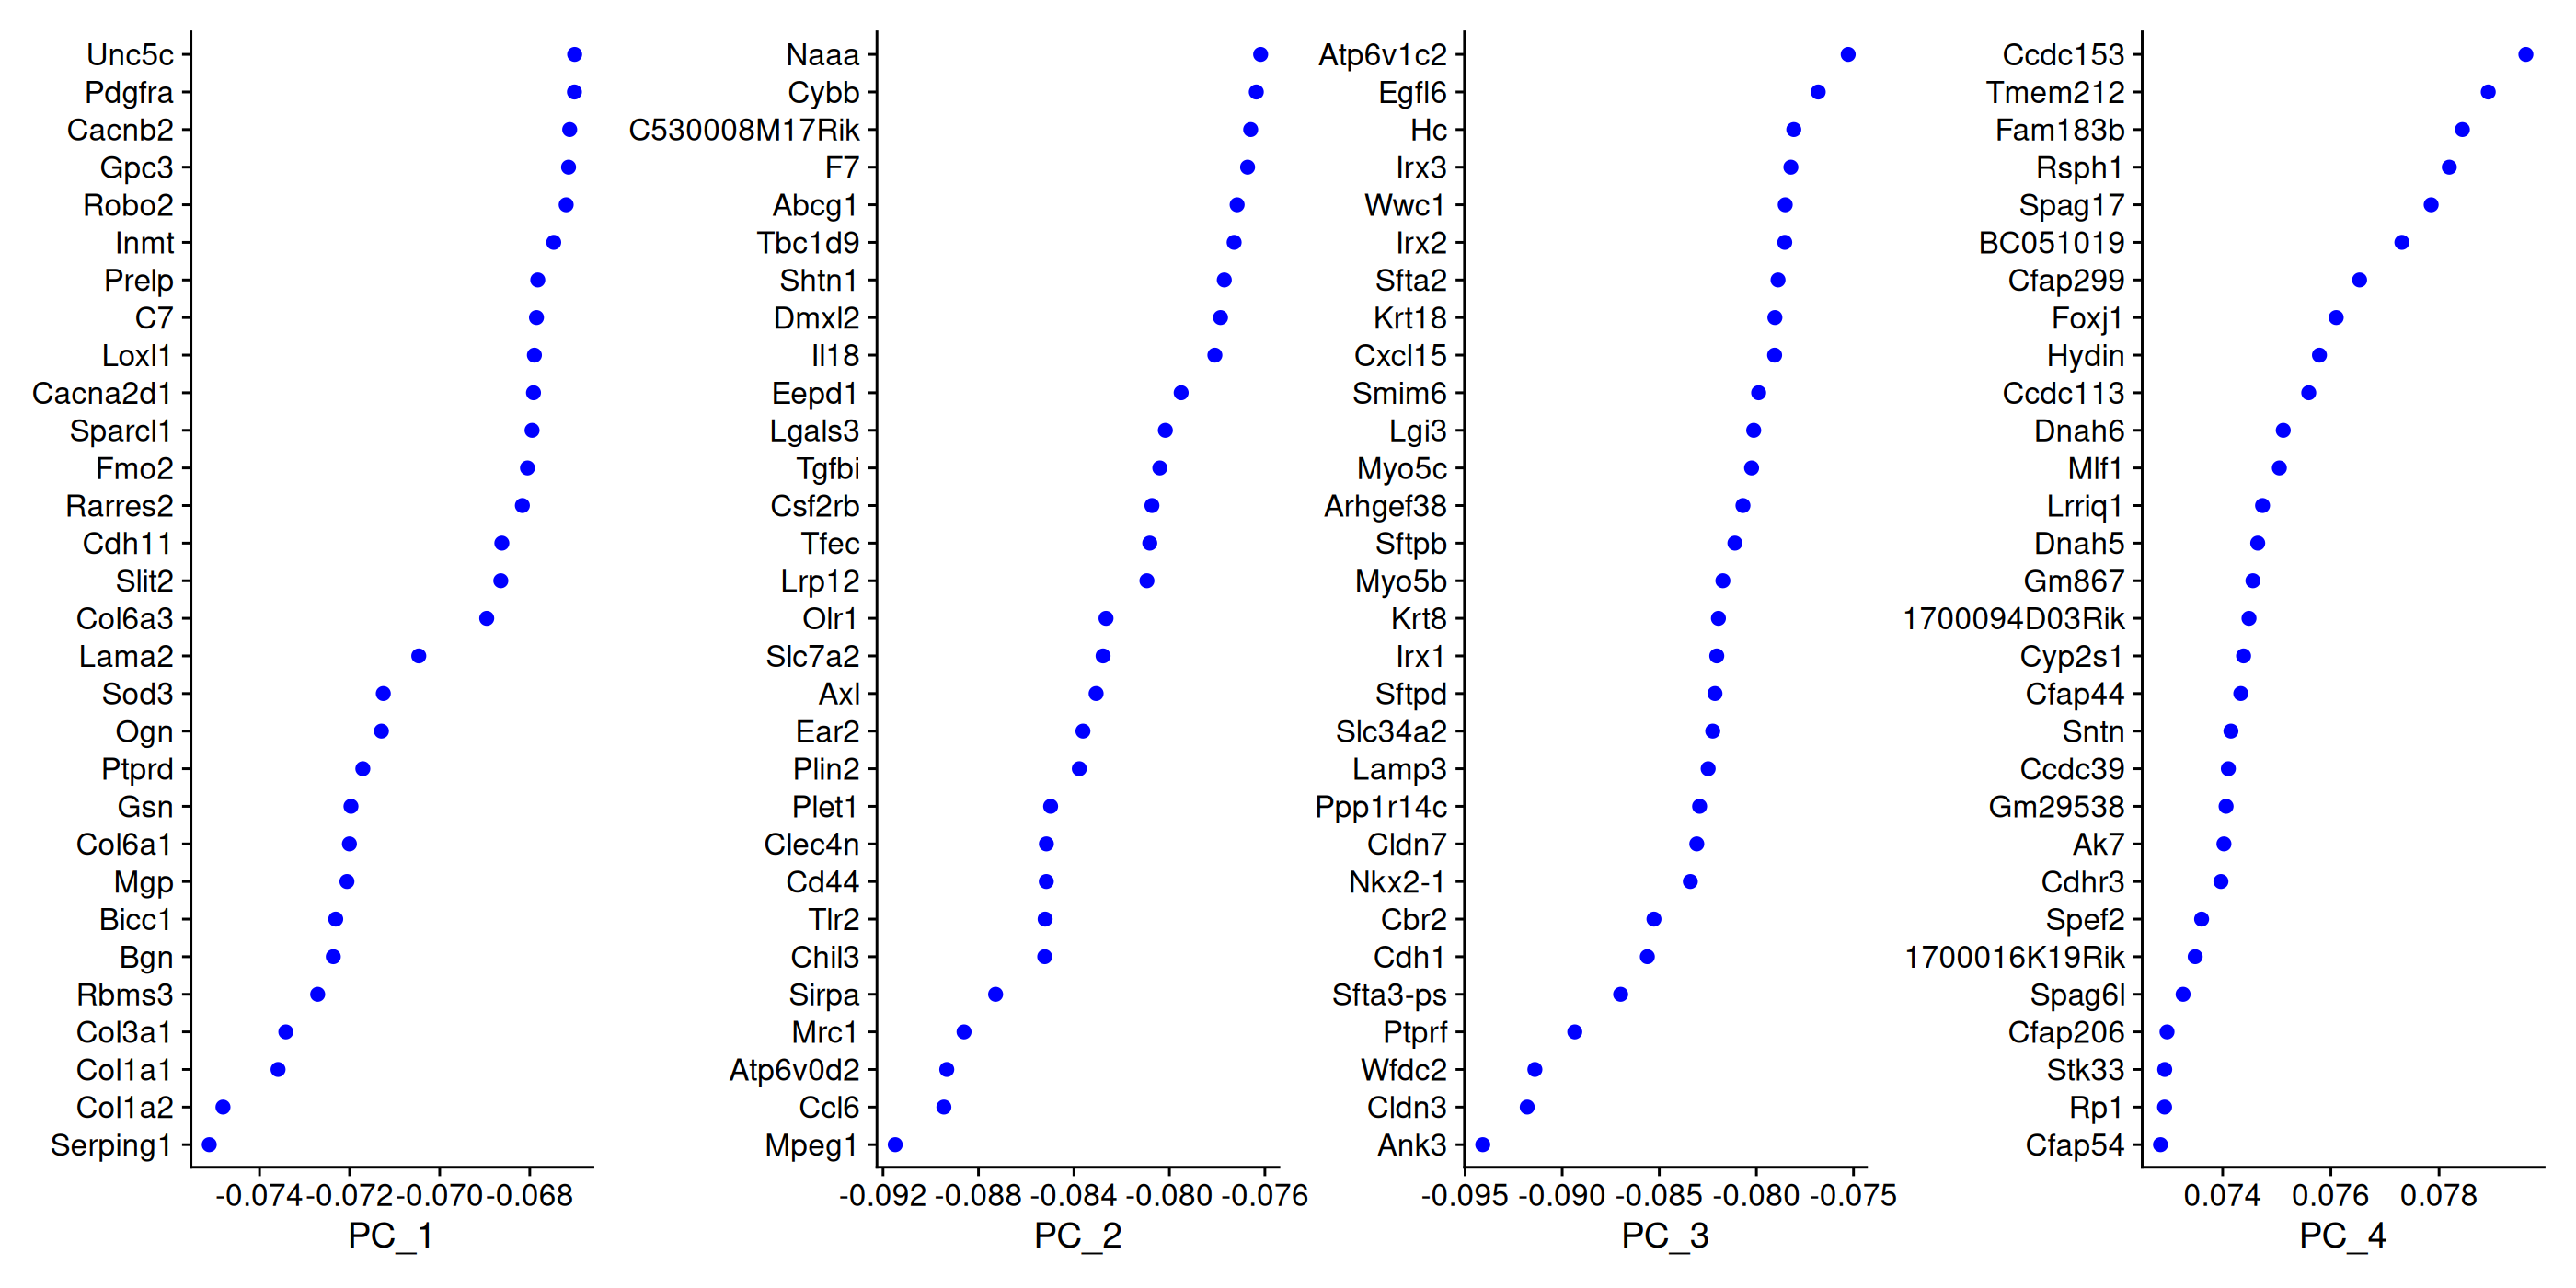 Unc5c
Pdgfra
Cacnb2
Gpc3
Robo2
Inmt
Prelp
C7
Loxl1
Cacna2d1
Sparcl1
Fmo2
Rarres2
Cdh11
Slit2
Col6a3
Lama2
Sod3
Ogn
Ptprd
Gsn
Col6a1
Mgp
Bicc1
Bgn
Rbms3
Col3a1
Col1a1
Col1a2
Serping1
-0.074 -0.072 -0.070 -0.068
PC_1
Naaa
Cybb
C530008M17Rik
F7
Abcg1
Tbc1d9
Shtn1
Dmxl2
Il18
Eepd1
Lgals3
Tgfbi
Csf2rb
Tfec
Lrp12
Olr1
Slc7a2
Axl
Ear2
Plin2
Plet1
Clec4n
Cd44
Tlr2
Chil3
Sirpa
Mrc1
Atp6v0d2
Ccl6
Mpeg1
-0.092 -0.088 -0.084 -0.080 -0.076
PC_2
Atp6v1c2
Egfl6
Hc
Irx3
Wwc1
Irx2
Sfta2
Krt18
Cxcl15
Smim6
Lgi3
Myo5c
Arhgef38
Sftpb
Myo5b
Krt8
Irx1
Sftpd
Slc34a2
Lamp3
Ppp1r14c
Cldn7
Nkx2-1
Cbr2
Cdh1
Sfta3-ps
Ptprf
Wfdc2
Cldn3
Ank3
-0.095 -0.090 -0.085 -0.080 -0.075
PC_3
Ccdc153
Tmem212
Fam183b
Rsph1
Spag17
BC051019
Cfap299
Foxj1
Hydin
Ccdc113
Dnah6
Mlf1
Lrriq1
Dnah5
Gm867
1700094D03Rik
Cyp2s1
Cfap44
Sntn
Ccdc39
Gm29538
Ak7
Cdhr3
Spef2
1700016K19Rik
Spag6l
Cfap206
Stk33
Rp1
Cfap54
0.074 0.076 0.078
PC_4